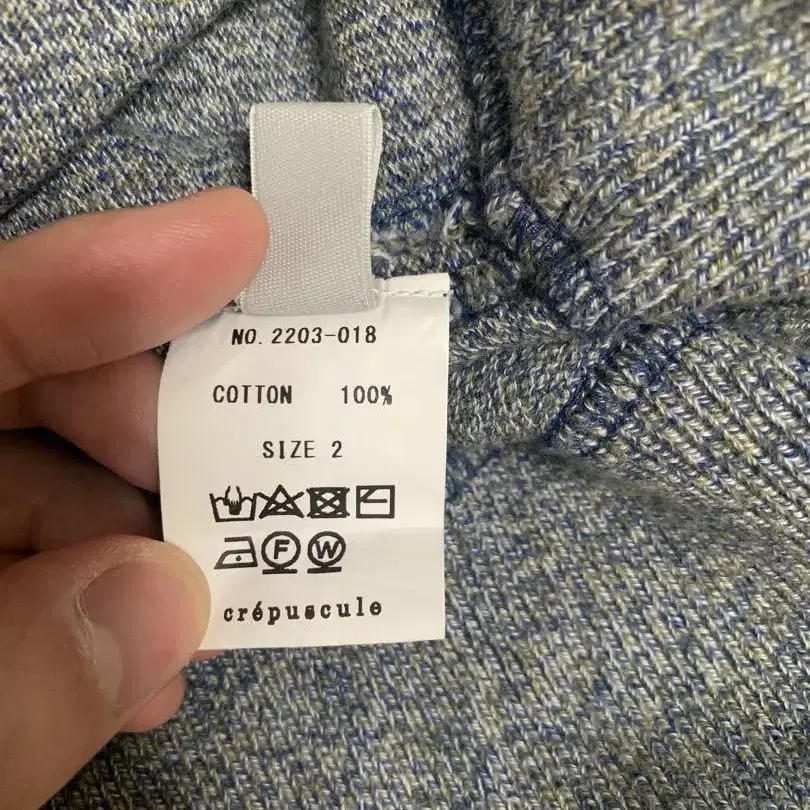 NO. 2203-018
COTTON 100%
SIZE 2
F W
crépuscule